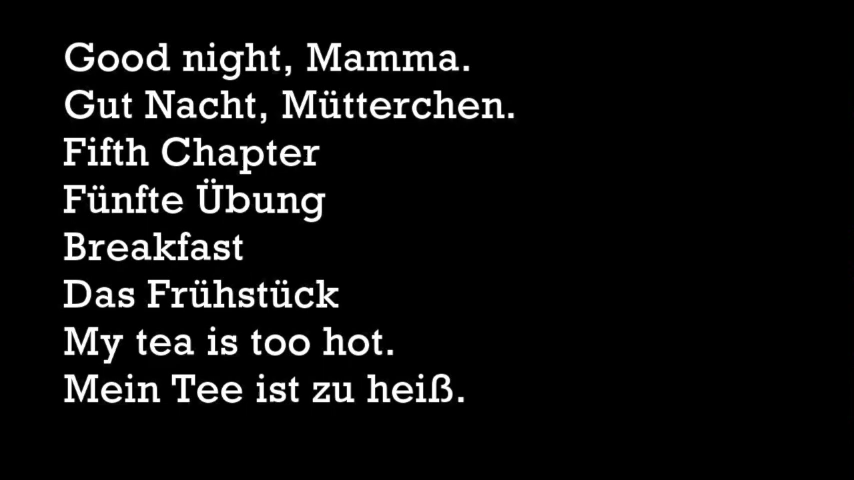 Good night, Mamma.
Gut Nacht, Mütterchen.
Fifth Chapter
Fünfte Übung
Breakfast
Das Frühstück
My tea is too hot.
Mein Tee ist zu heiß.